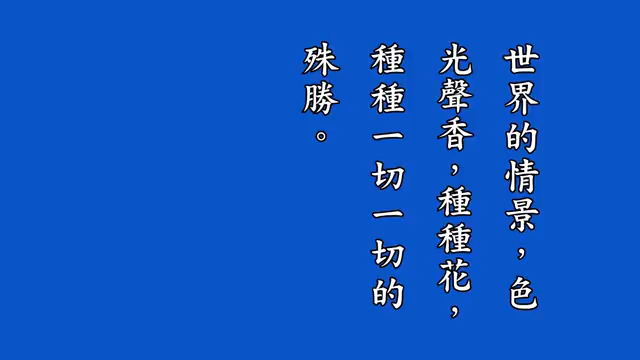 世界的情景，色
光聲香，種種花，
種種一切一切的
殊勝。